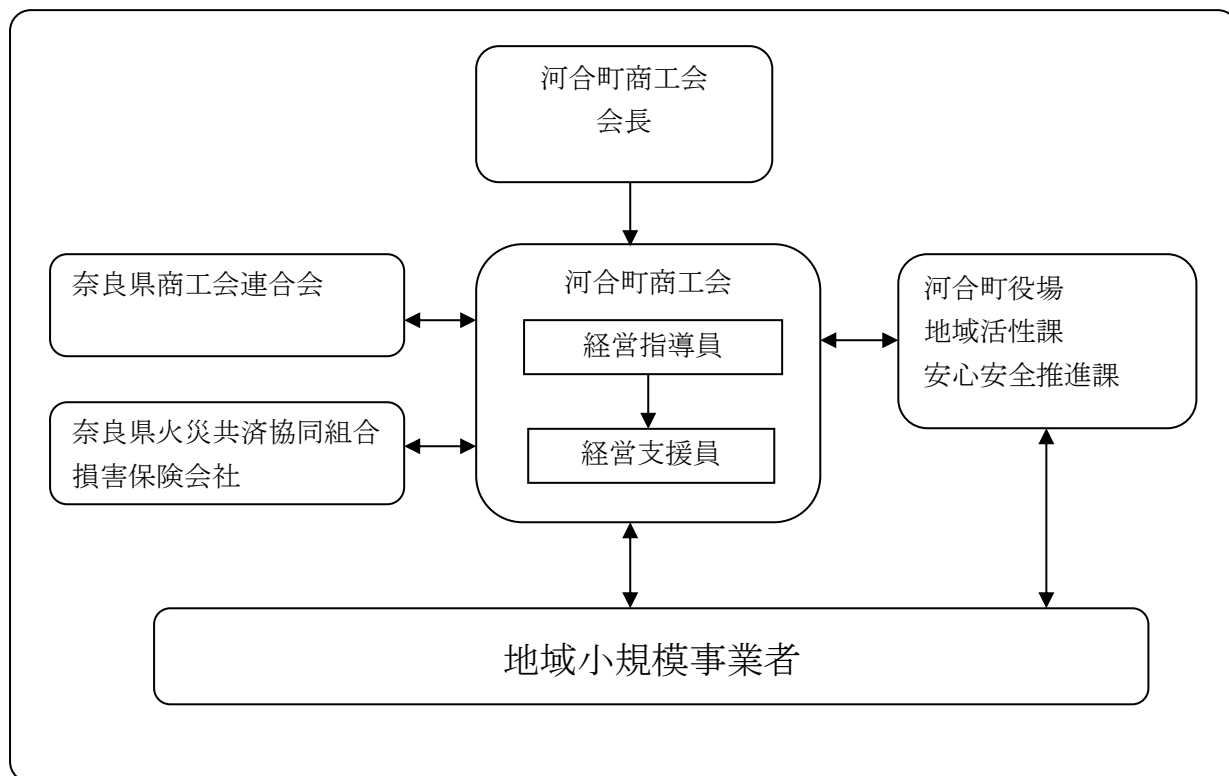 河合町商工会
会長
奈良県商工会連合会
河合町商工会
経営指導員
経営支援員
河合町役場
地域活性課
安心安全推進課
奈良県火災共済協同組合
損害保険会社
地域小規模事業者